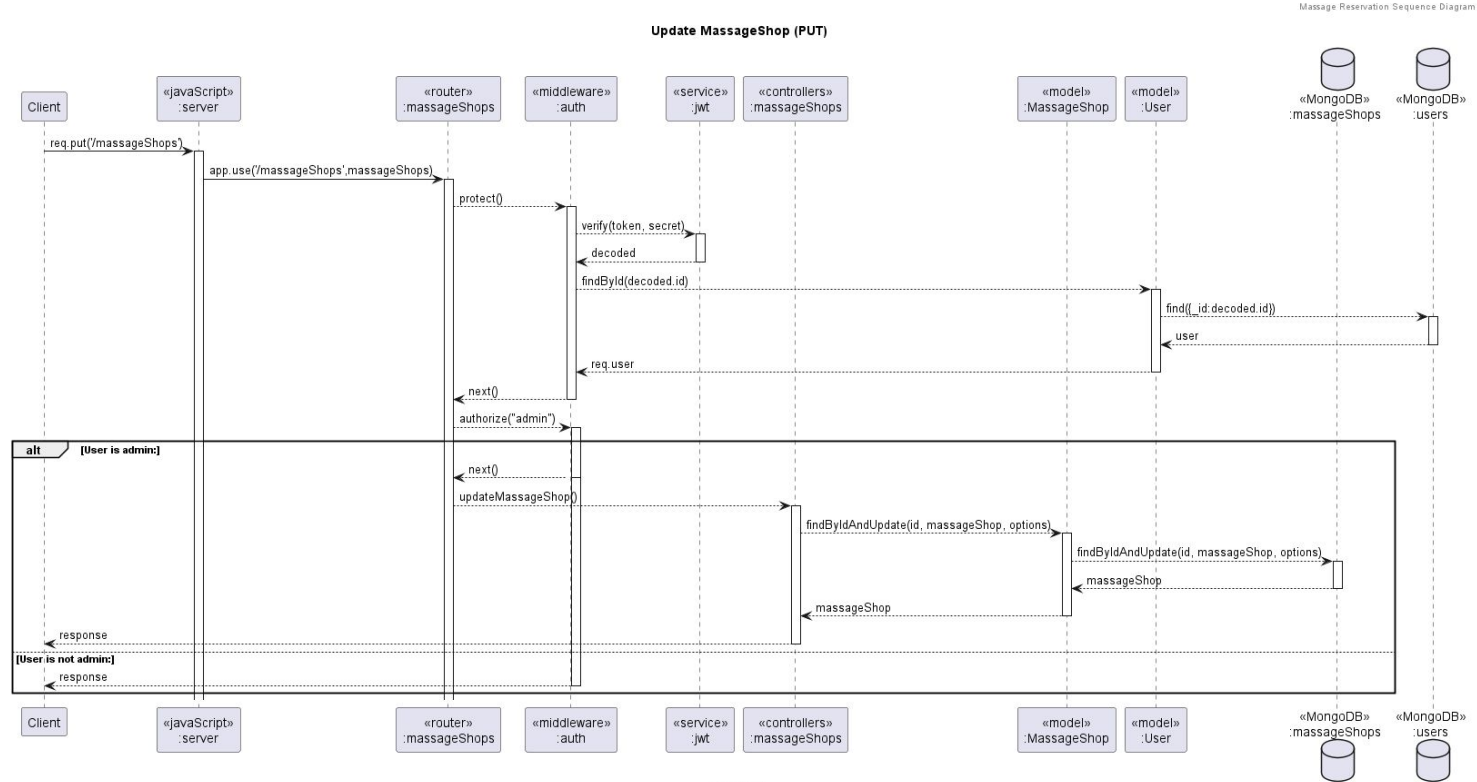 Massage Reservation Sequence Diagram
Update MassageShop (PUT)
Client
«javaScript»
:server
«router»
:massageShops
«middleware»
:auth
«service»
:jwt
«controllers»
:massageShops
«model»
:MassageShop
«model»
:User
«MongoDB»
:massageShops
«MongoDB»
:users
req.put('/massageShops')
app.use('/massageShops',massageShops)
protect()
verify(token, secret)
decoded
findById(decoded.id)
find({_id:decoded.id})
user
req.user
next()
authorize("admin")
alt [User is admin:]
next()
updateMassageShop()
findByIdAndUpdate(id, massageShop, options)
findByIdAndUpdate(id, massageShop, options)
massageShop
massageShop
response
[User is not admin:]
response
Client
«javaScript»
:server
«router»
:massageShops
«middleware»
:auth
«service»
:jwt
«controllers»
:massageShops
«model»
:MassageShop
«model»
:User
«MongoDB»
:massageShops
«MongoDB»
:users